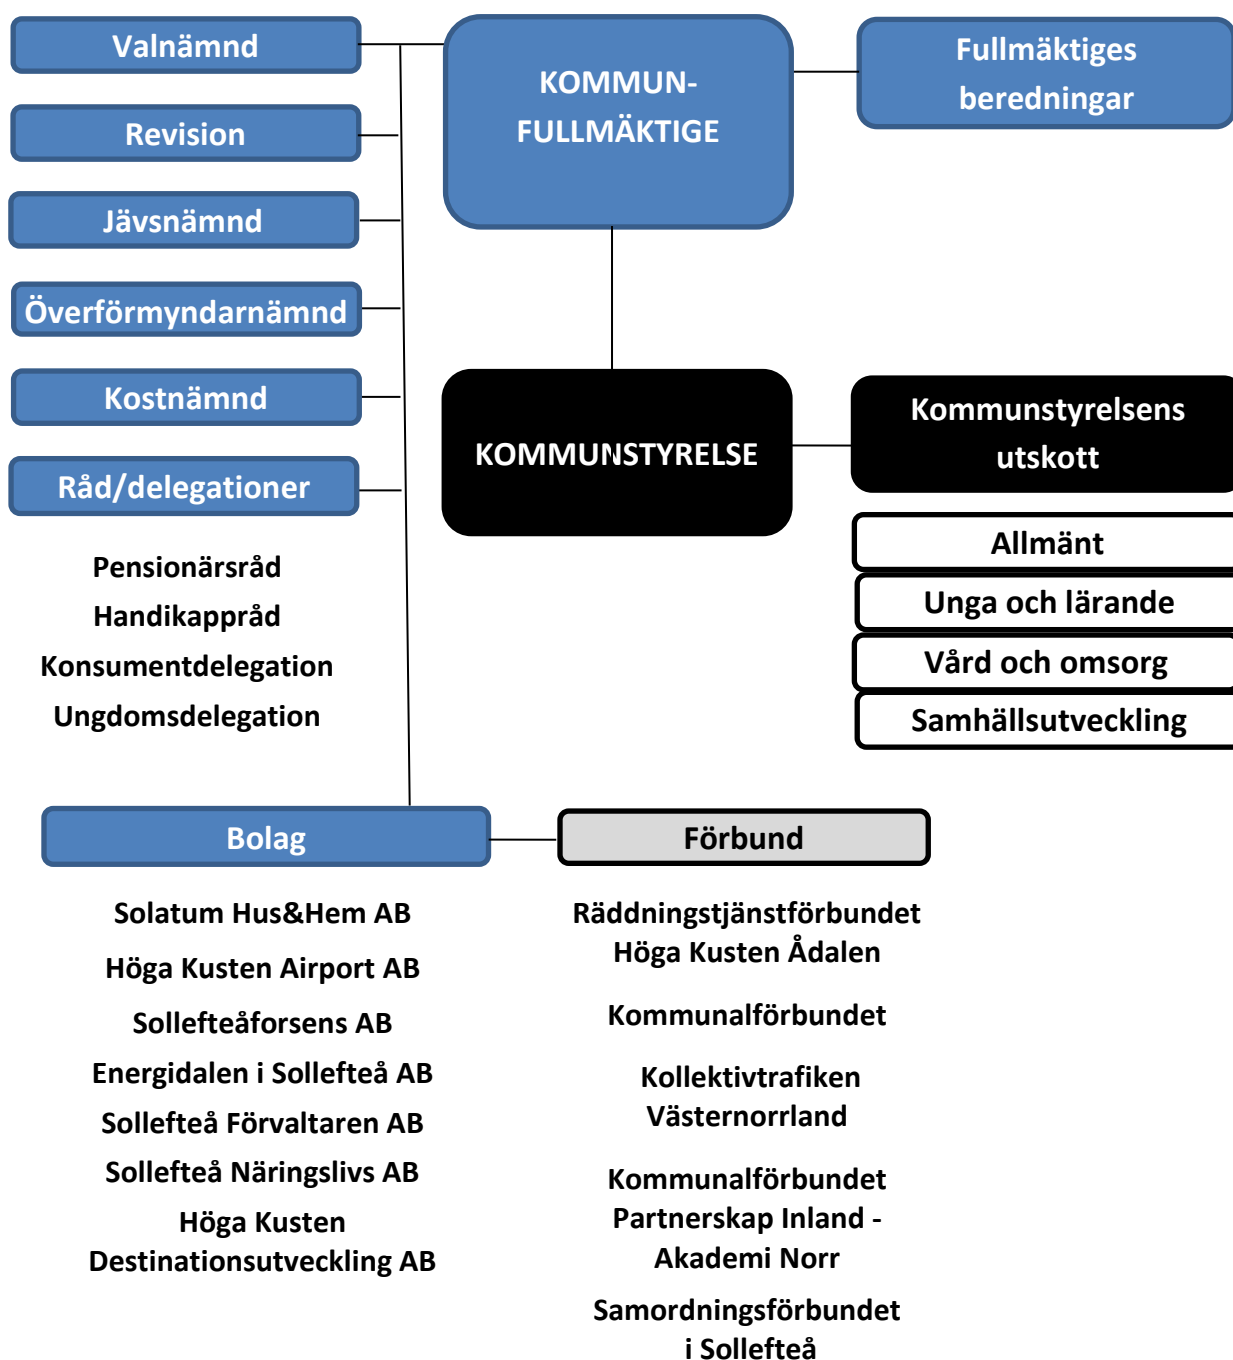 Valnämnd
Revision
Jävsnämnd
Överförmyndarnämnd
Kostnämnd
Råd/delegationer
Pensionärsråd
Handikappråd
Konsumentdelegation
Ungdomsdelegation
KOMMUN-
FULLMÄKTIGE
Fullmäktiges
beredningar
KOMMUNSTYRELSE
Kommunstyrelsens
utskott
Allmänt
Unga och lärande
Vård och omsorg
Samhällsutveckling
Bolag
Solatum Hus&Hem AB
Höga Kusten Airport AB
Sollefteåforsens AB
Energidalen i Sollefteå AB
Sollefteå Förvaltaren AB
Sollefteå Näringslivs AB
Höga Kusten
Destinationsutveckling AB
Förbund
Räddningstjänstförbundet
Höga Kusten Ådalen
Kommunalförbundet
Kollektivtrafiken
Västernorrland
Kommunalförbundet
Partnerskap Inland -
Akademi Norr
Samordningsförbundet
i Sollefteå